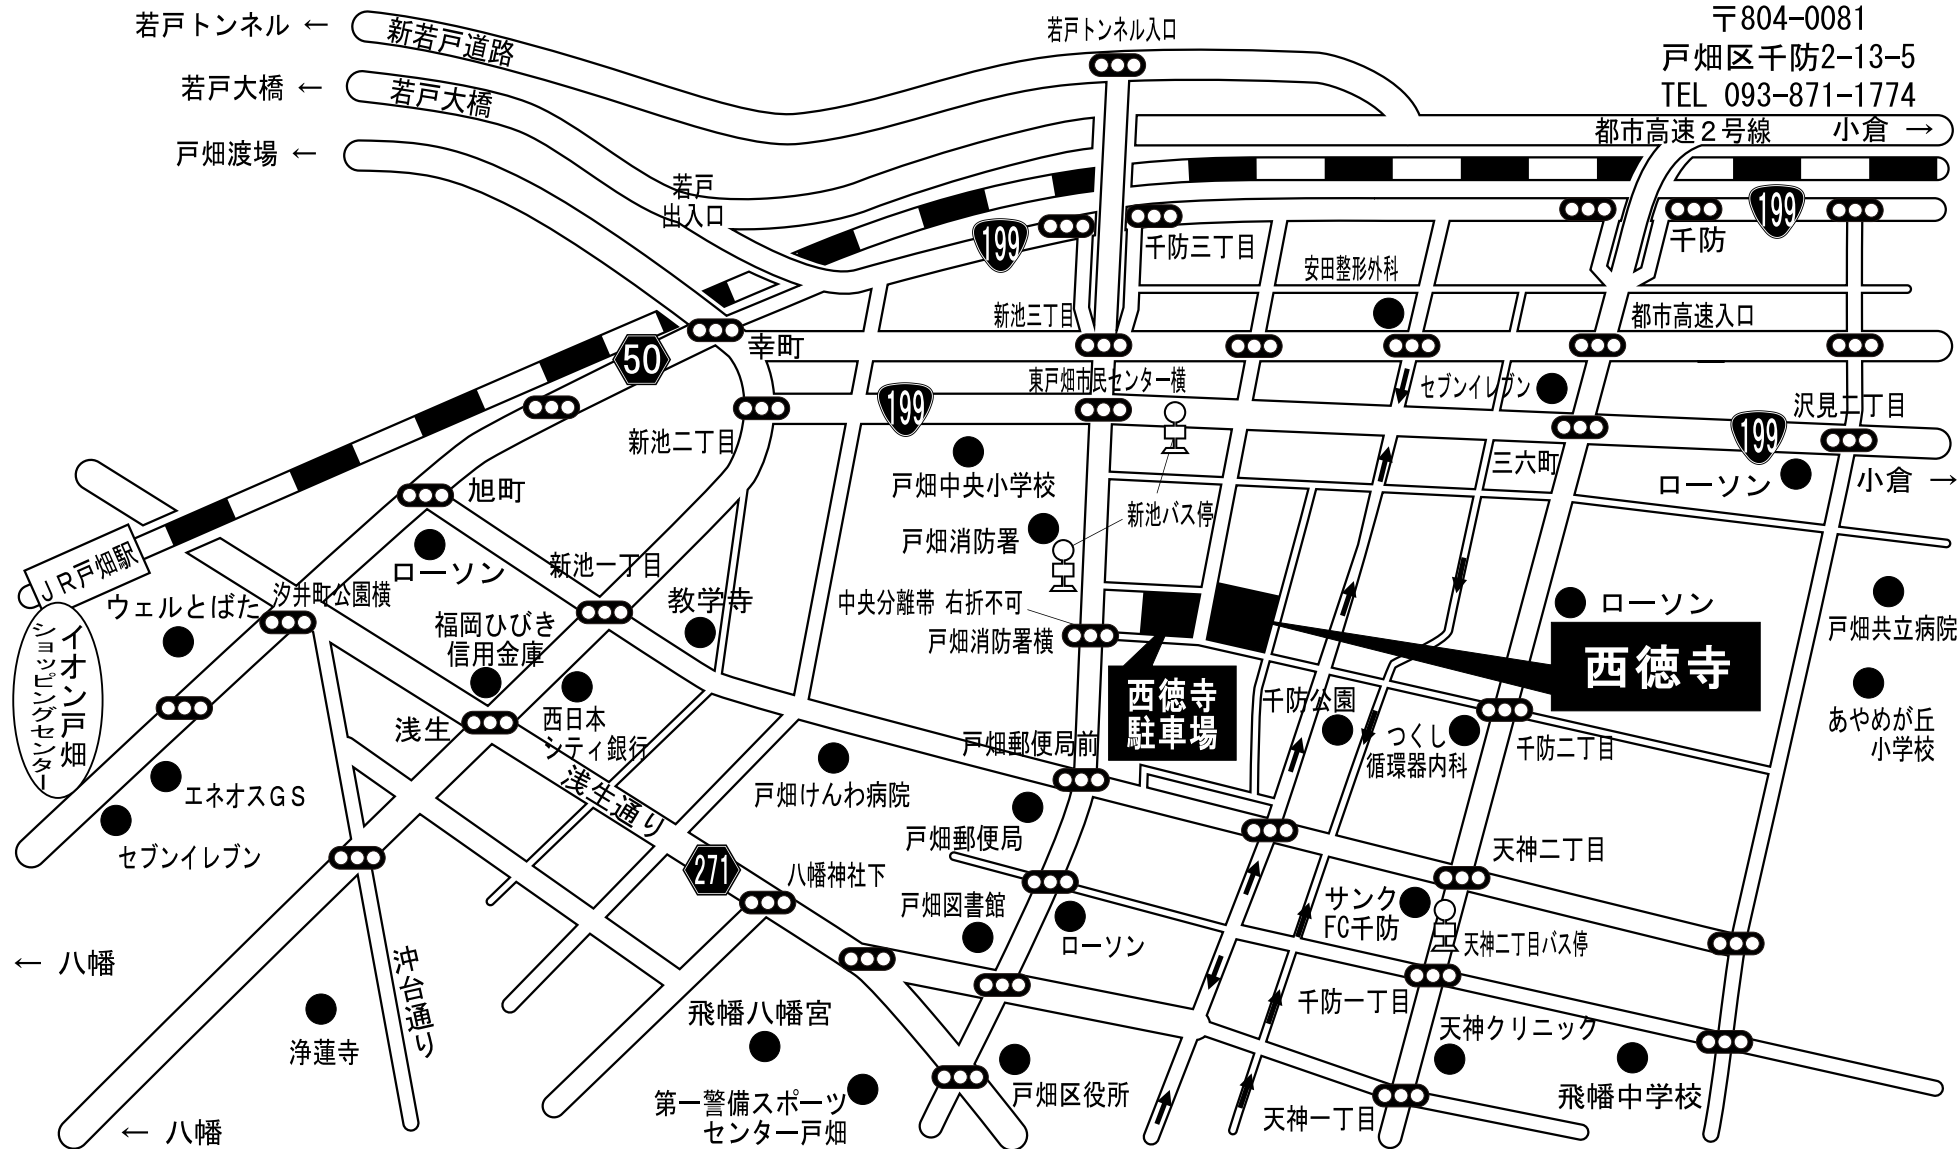 〒804-0081
戸畑区千防2-13-5
TEL 093-871-1774
若戸トンネル ←
新若戸道路
若戸トンネル入口
若戸大橋 ←
若戸大橋
戸畑渡場 ←
都市高速2号線
小倉 →
若戸
出入口
199
199
千防三丁目
千防
安田整形外科
新池三丁目
都市高速入口
幸町
50
東戸畑市民センター横
セブンイレブン
199
沢見二丁目
199
新池二丁目
三六町
ローソン
小倉 →
戸畑中央小学校
旭町
新池バス停
戸畑消防署
ローソン
新池一丁目
JR戸畑駅
ウェルとばた
汐井町公園横
教学寺
中央分離帯 右折不可
戸畑消防署横
ローソン
戸畑共立病院
福岡ひびき
信用金庫
西徳寺
イオン戸畑
ショッピングセンター
西徳寺
駐車場
千防公園
浅生
西日本
シティ銀行
つくし
循環器内科
千防二丁目
あやめが丘
小学校
戸畑郵便局前
エネオスGS
浅生通り
戸畑けんわ病院
戸畑郵便局
セブンイレブン
天神二丁目
271
八幡神社下
戸畑図書館
サンク
FC千防
ローソン
天神二丁目バス停
← 八幡
沖台通り
飛幡八幡宮
千防一丁目
天神クリニック
浄蓮寺
戸畑区役所
飛幡中学校
第一警備スポーツ
センター戸畑
天神一丁目
← 八幡